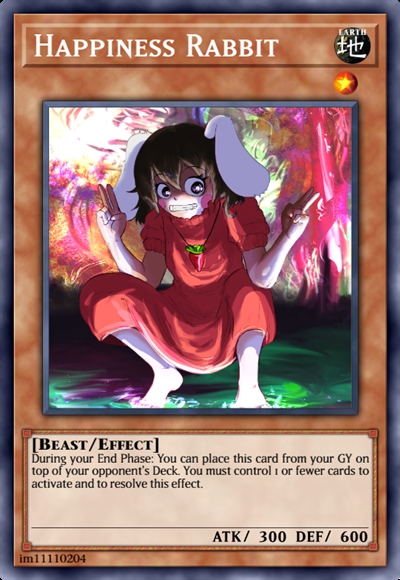 Happiness Rabbit
EARTH
地
[Beast/Effect]
During your End Phase: You can place this card from your GY on
top of your opponent's Deck. You must control 1 or fewer cards to
activate and to resolve this effect.
ATK/ 300 DEF/ 600
im11110204